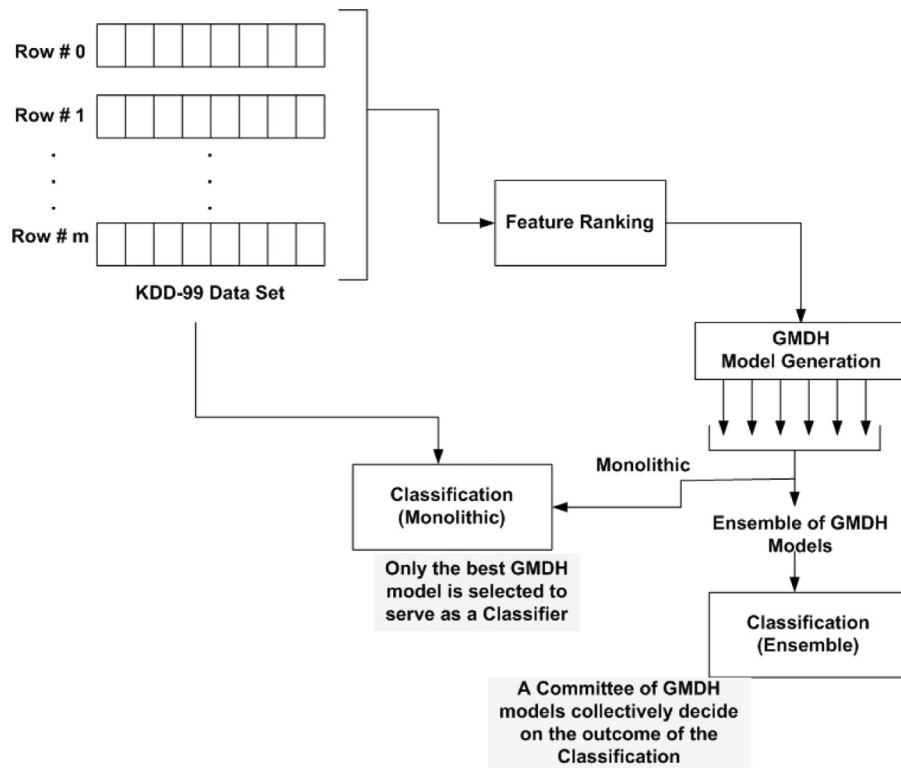 Row # 0
Row # 1
Row # m
KDD-99 Data Set
Feature Ranking
GMDH
Model Generation
Monolithic
Classification
(Monolithic)
Only the best GMDH
model is selected to
serve as a Classifier
Ensemble of GMDH
Models
Classification
(Ensemble)
A Committee of GMDH
models collectively decide
on the outcome of the
Classification